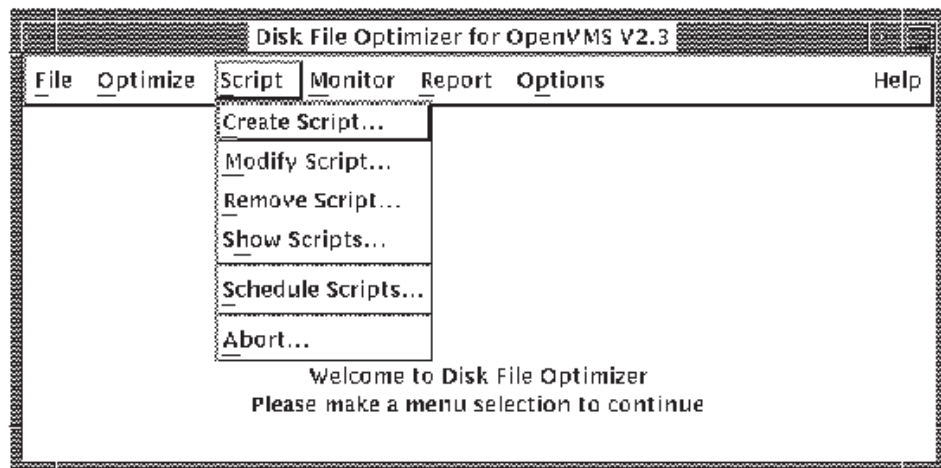 Disk File Optimizer for OpenVMS V2.3
File Optimize Script Monitor Report Options Help
Create Script...
Modify Script...
Remove Script...
Show Scripts...
Schedule Scripts...
Abort...
Welcome to Disk File Optimizer
Please make a menu selection to continue